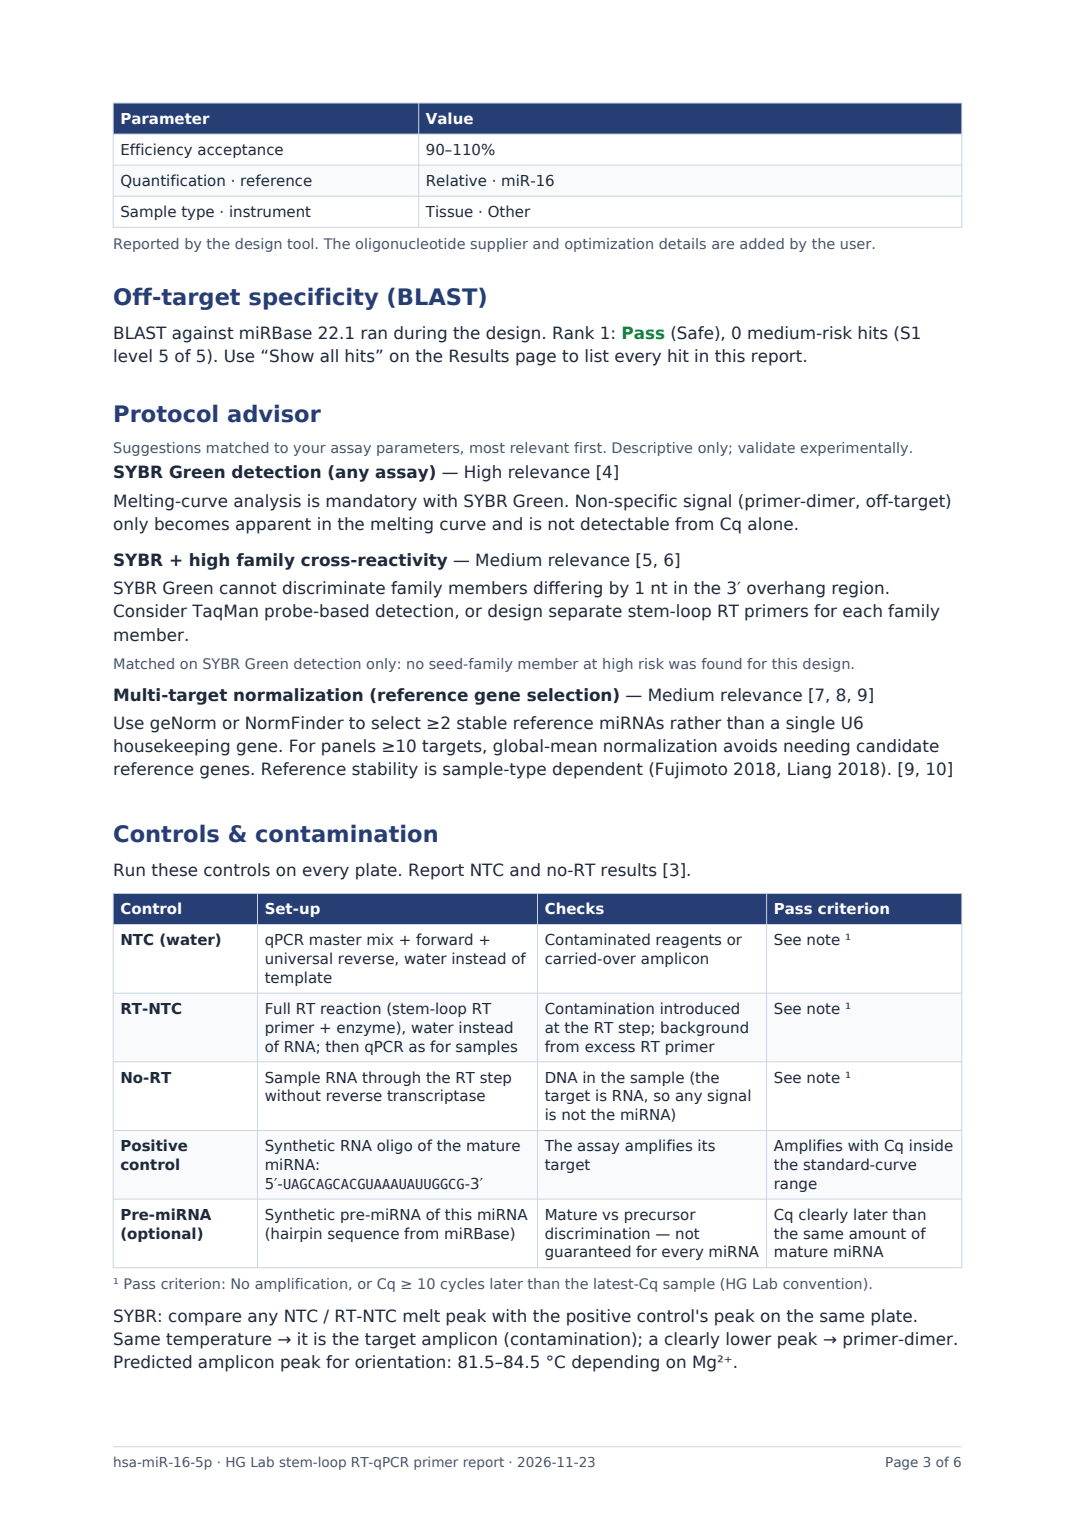 Parameter Value
Efficiency acceptance 90–110%
Quantification · reference Relative · miR-16
Sample type · instrument Tissue · Other
Reported by the design tool. The oligonucleotide supplier and optimization details are added by the user.
Off-target specificity (BLAST)
BLAST against miRBase 22.1 ran during the design. Rank 1: Pass (Safe), 0 medium-risk hits (S1
level 5 of 5). Use “Show all hits” on the Results page to list every hit in this report.
Protocol advisor
Suggestions matched to your assay parameters, most relevant first. Descriptive only; validate experimentally.
SYBR Green detection (any assay) — High relevance [4]
Melting-curve analysis is mandatory with SYBR Green. Non-specific signal (primer-dimer, off-target)
only becomes apparent in the melting curve and is not detectable from Cq alone.
SYBR + high family cross-reactivity — Medium relevance [5, 6]
SYBR Green cannot discriminate family members differing by 1 nt in the 3′ overhang region.
Consider TaqMan probe-based detection, or design separate stem-loop RT primers for each family
member.
Matched on SYBR Green detection only: no seed-family member at high risk was found for this design.
Multi-target normalization (reference gene selection) — Medium relevance [7, 8, 9]
Use geNorm or NormFinder to select ≥2 stable reference miRNAs rather than a single U6
housekeeping gene. For panels ≥10 targets, global-mean normalization avoids needing candidate
reference genes. Reference stability is sample-type dependent (Fujimoto 2018, Liang 2018). [9, 10]
Controls & contamination
Run these controls on every plate. Report NTC and no-RT results [3].
Control Set-up Checks Pass criterion
NTC (water) qPCR master mix + forward + Contaminated reagents or See note ¹
universal reverse, water instead of carried-over amplicon
template
RT-NTC Full RT reaction (stem-loop RT Contamination introduced See note ¹
primer + enzyme), water instead at the RT step; background
of RNA; then qPCR as for samples from excess RT primer
No-RT Sample RNA through the RT step DNA in the sample (the See note ¹
without reverse transcriptase target is RNA, so any signal
is not the miRNA)
Positive Synthetic RNA oligo of the mature The assay amplifies its Amplifies with Cq inside
control miRNA: target the standard-curve
5′-UAGCAGCACGUAAAUAUUGGCG-3′ range
Pre-miRNA Synthetic pre-miRNA of this miRNA Mature vs precursor Cq clearly later than
(optional) (hairpin sequence from miRBase) discrimination — not the same amount of
guaranteed for every miRNA mature miRNA
¹ Pass criterion: No amplification, or Cq ≥ 10 cycles later than the latest-Cq sample (HG Lab convention).
SYBR: compare any NTC / RT-NTC melt peak with the positive control's peak on the same plate.
Same temperature → it is the target amplicon (contamination); a clearly lower peak → primer-dimer.
Predicted amplicon peak for orientation: 81.5–84.5 °C depending on Mg²⁺.
hsa-miR-16-5p · HG Lab stem-loop RT-qPCR primer report · 2026-11-23 Page 3 of 6